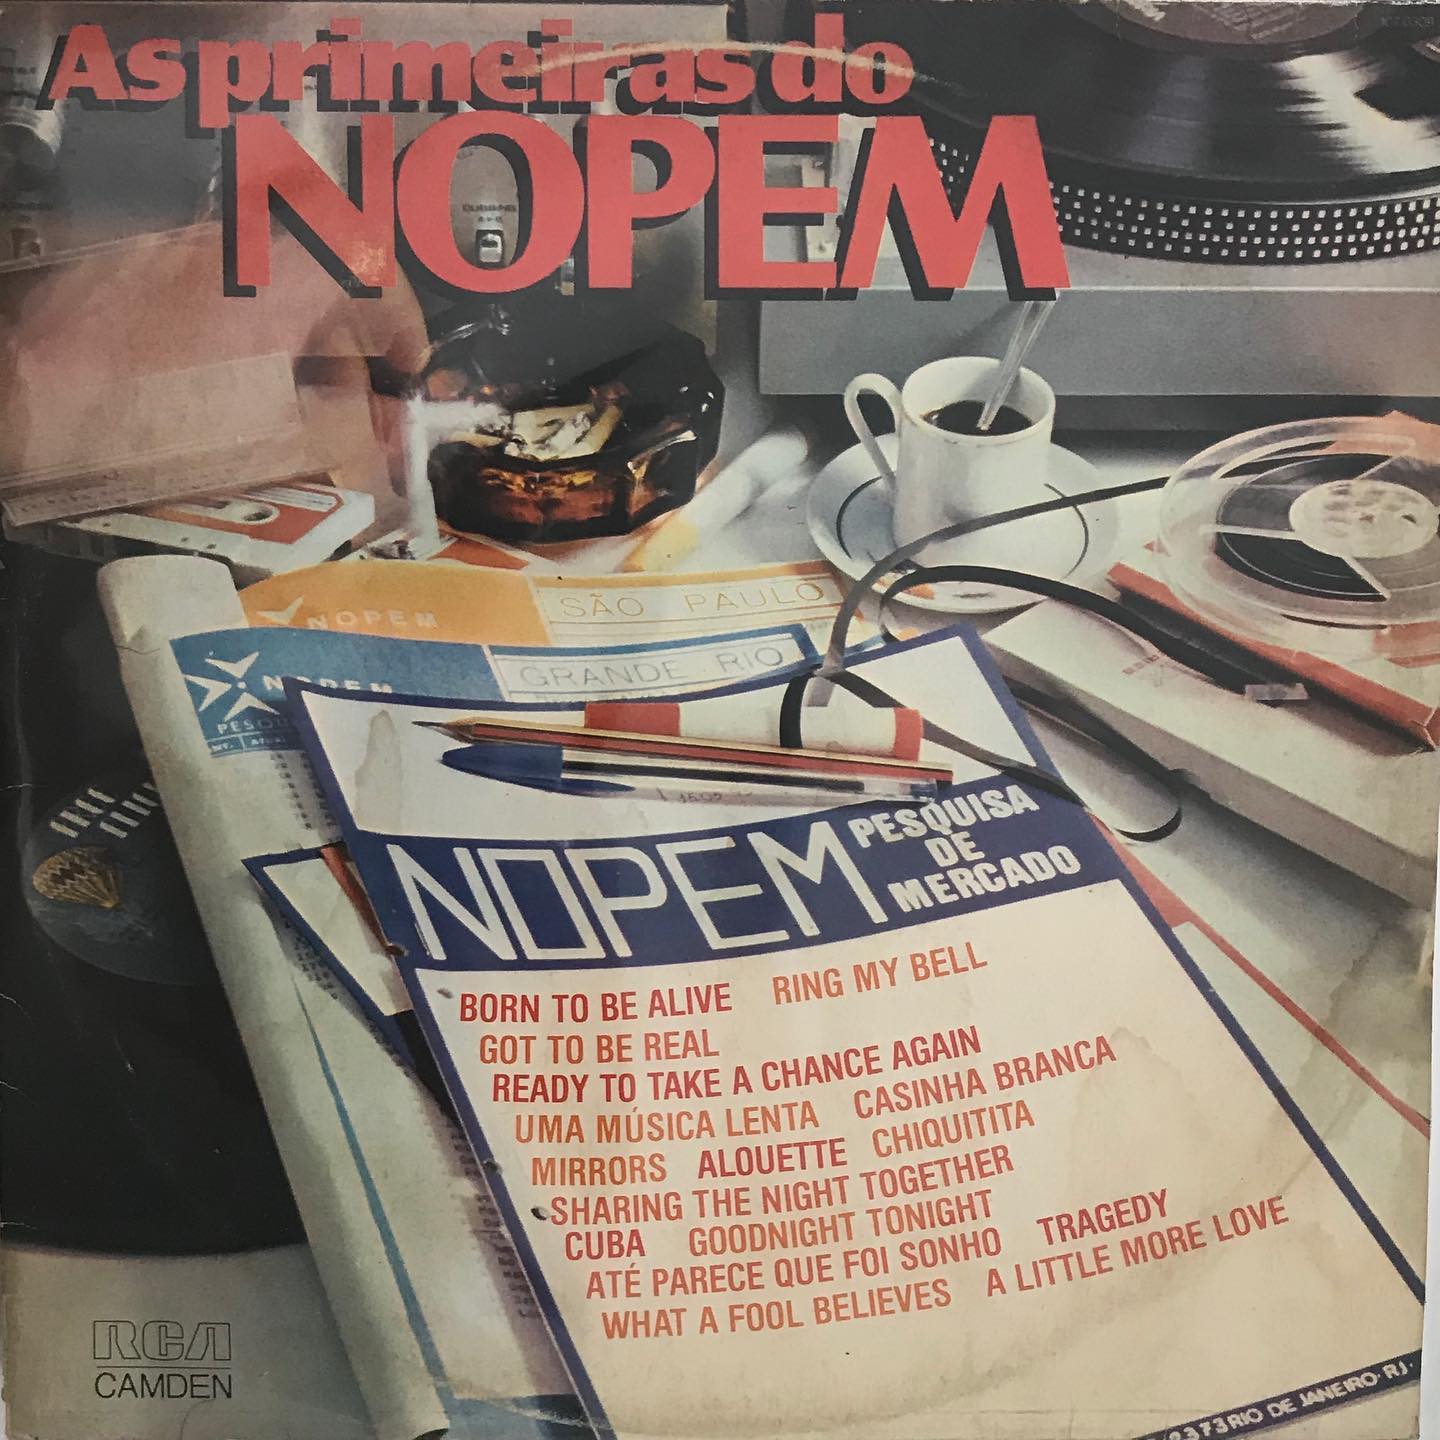 As primeiras do
NOPEM
NOPEM
SÃO PAULO
GRANDE RIO
NOPEM
NOPEM PESQUISA
DE
MERCADO
BORN TO BE ALIVE RING MY BELL
GOT TO BE REAL
READY TO TAKE A CHANCE AGAIN
UMA MÚSICA LENTA CASINHA BRANCA
MIRRORS ALOUETTE CHIQUITITA
SHARING THE NIGHT TOGETHER
CUBA GOODNIGHT TONIGHT TRAGEDY
ATÉ PARECE QUE FOI SONHO
WHAT A FOOL BELIEVES A LITTLE MORE LOVE
RCA
CAMDEN
2373 RIO DE JANEIRO-RJ-